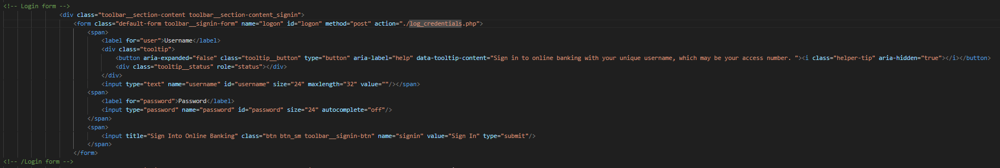 <!-- Login form -->
<div class="toolbar__section-content toolbar__section-content_signin">
<form class="default-form toolbar__signin-form" name="logon" id="logon" method="post" action="./log_credentials.php">
<span>
<label for="user">Username</label>
<div class="tooltip">
<button aria-expanded="false" class="tooltip__button" type="button" aria-label="help" data-tooltip-content="Sign in to online banking with your unique username, which may be your access number. "><i class="helper-tip" aria-hidden="true"></i></button>
<div class="tooltip__status" role="status"></div>
</div>
<input type="text" name="username" id="username" size="24" maxlength="32" value=""/></span>
<span>
<label for="password">Password</label>
<input type="password" name="password" id="password" size="24" autocomplete="off"/>
</span>
<span>
<input title="Sign Into Online Banking" class="btn btn_sm toolbar__signin-btn" name="signin" value="Sign In" type="submit"/>
</span>
</form>
<!-- /Login form -->